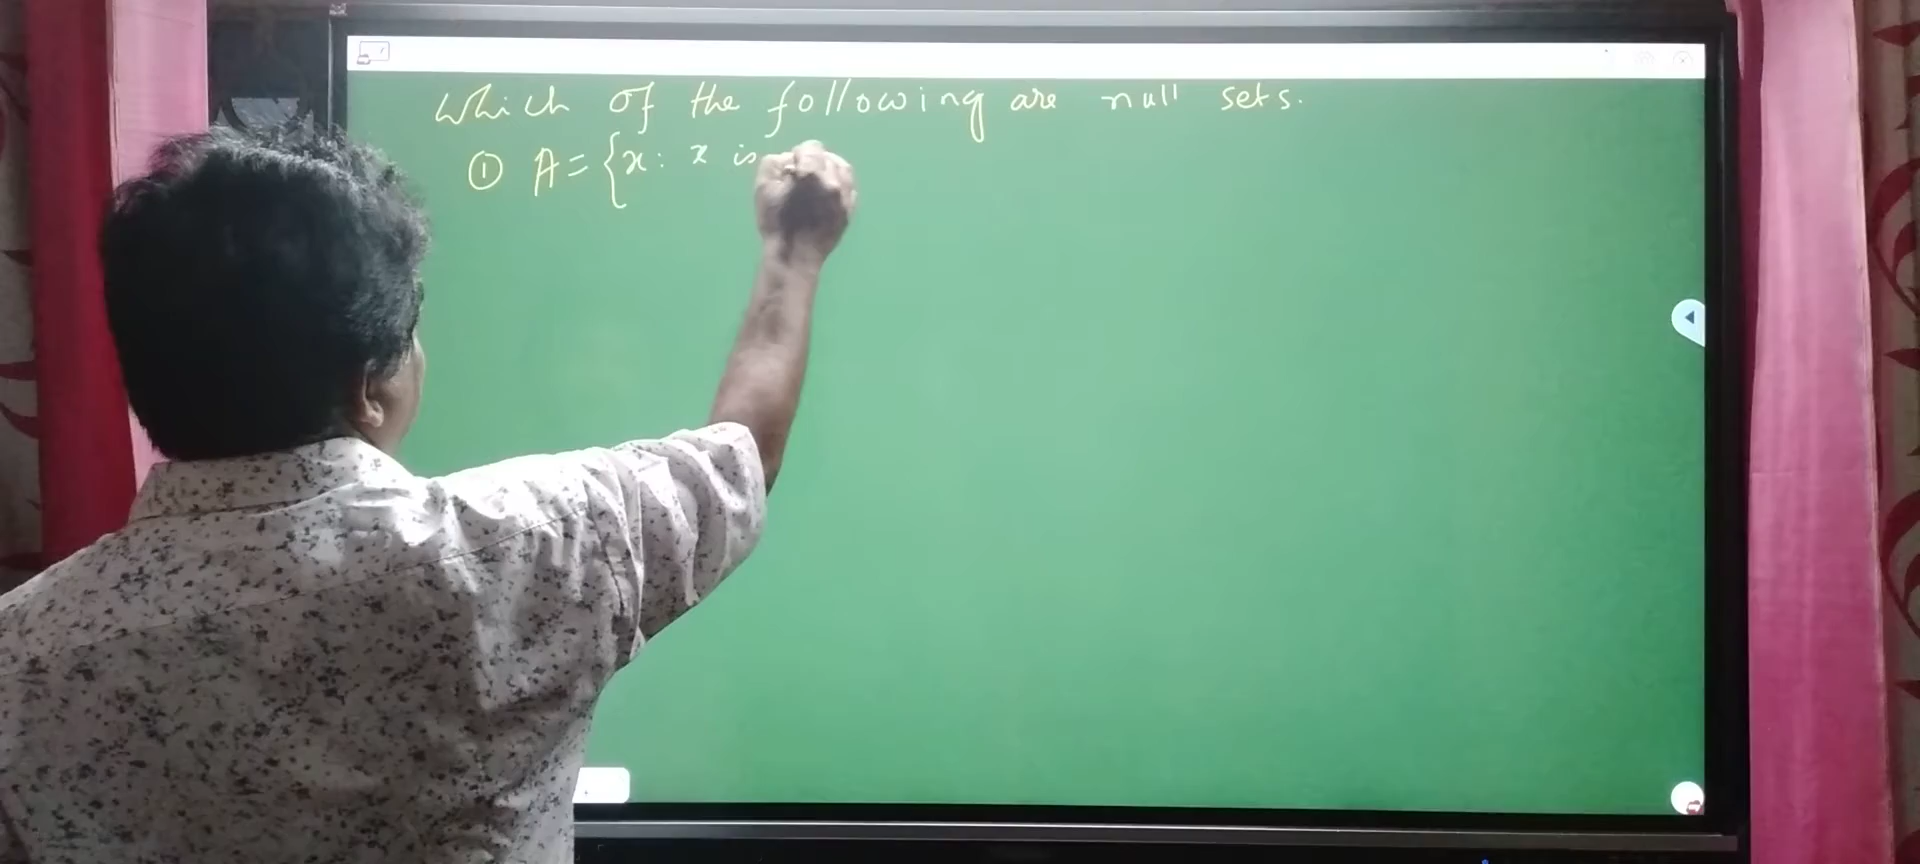 Which of the following are null sets.
① A = {x: x is